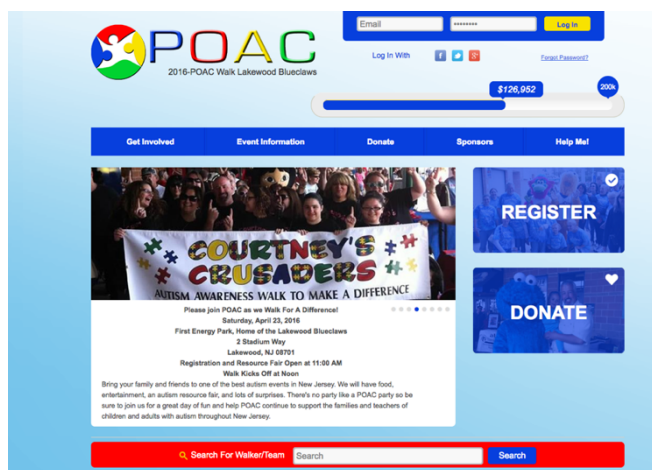 Email
********
Log In
POAC
2016-POAC Walk Lakewood Blueclaws
Log In With
f
8
Forgot Password?
$126,952
200k
Get Involved
Event Information
Donate
Sponsors
Help Me!
COURTNEY'S
CRUSADERS
AUTISM AWARENESS WALK TO MAKE A DIFFERENCE
REGISTER
DONATE
Please join POAC as we Walk For A Difference!
Saturday, April 23, 2016
First Energy Park, Home of the Lakewood Blueclaws
2 Stadium Way
Lakewood, NJ 08701
Registration and Resource Fair Open at 11:00 AM
Walk Kicks Off at Noon
Bring your family and friends to one of the best autism events in New Jersey. We will have food,
entertainment, an autism resource fair, and lots of surprises. There's no party like a POAC party so be
sure to join us for a great day of fun and help POAC continue to support the families and teachers of
children and adults with autism throughout New Jersey.
Search For Walker/Team
Search
Search